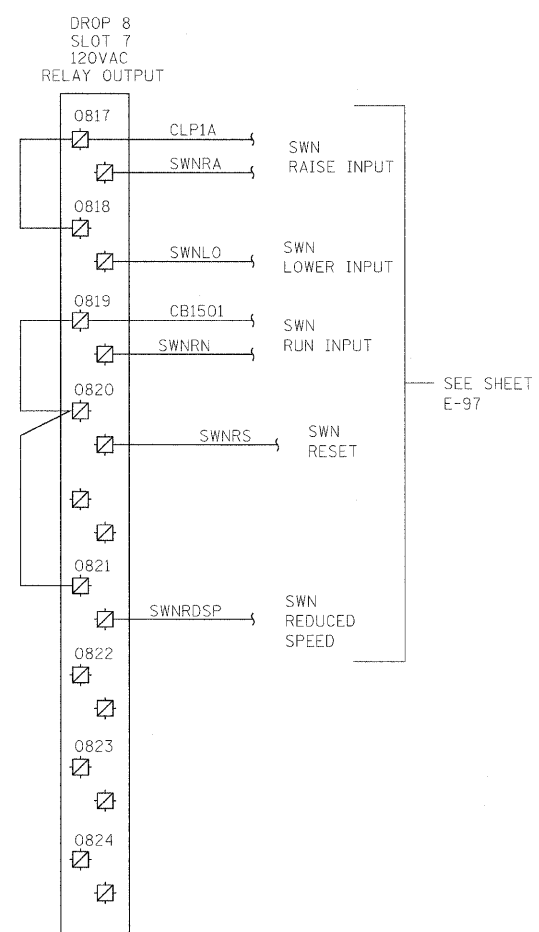 DROP 8
SLOT 7
120VAC
RELAY OUTPUT
0817
CLP1A
SWNRA
SWN
RAISE INPUT
0818
SWNLO
SWN
LOWER INPUT
0819
CB1501
SWNRN
SWN
RUN INPUT
0820
SWNRS
SWN
RESET
SEE SHEET
E-97
0821
SWNRDSP
SWN
REDUCED
SPEED
0822
0823
0824